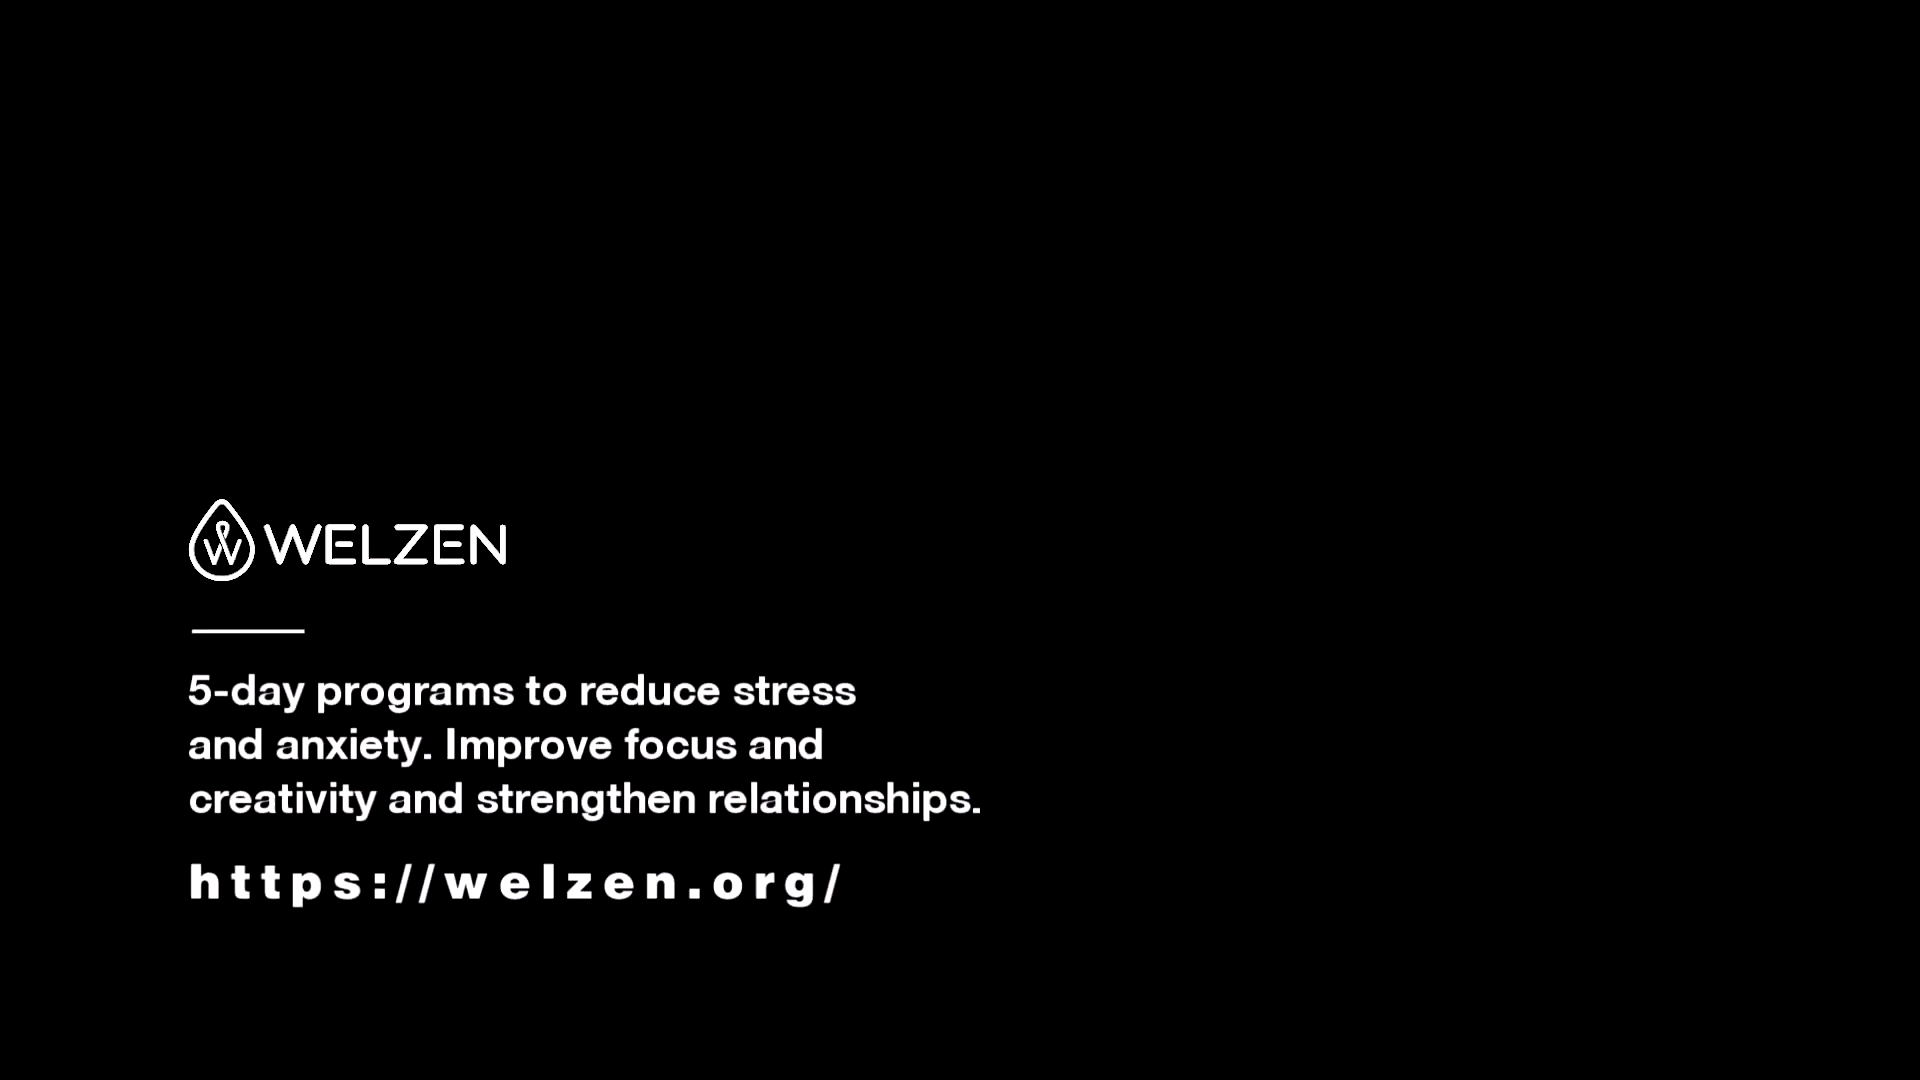 WELZEN
5-day programs to reduce stress
and anxiety. Improve focus and
creativity and strengthen relationships.
https://welzen.org/